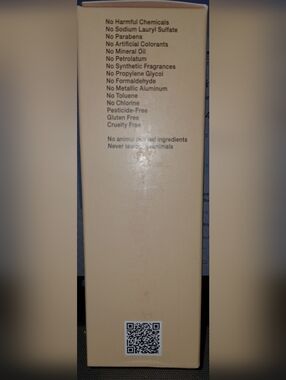 No Harmful Chemicals
No Sodium Lauryl Sulfate
No Parabens
No Artificial Colorants
No Mineral Oil
No Petrolatum
No Synthetic Fragrances
No Propylene Glycol
No Formaldehyde
No Metallic Aluminum
No Toluene
No Chlorine
Pesticide-Free
Gluten Free
Cruelty Free
No animal ingredients
Never animals